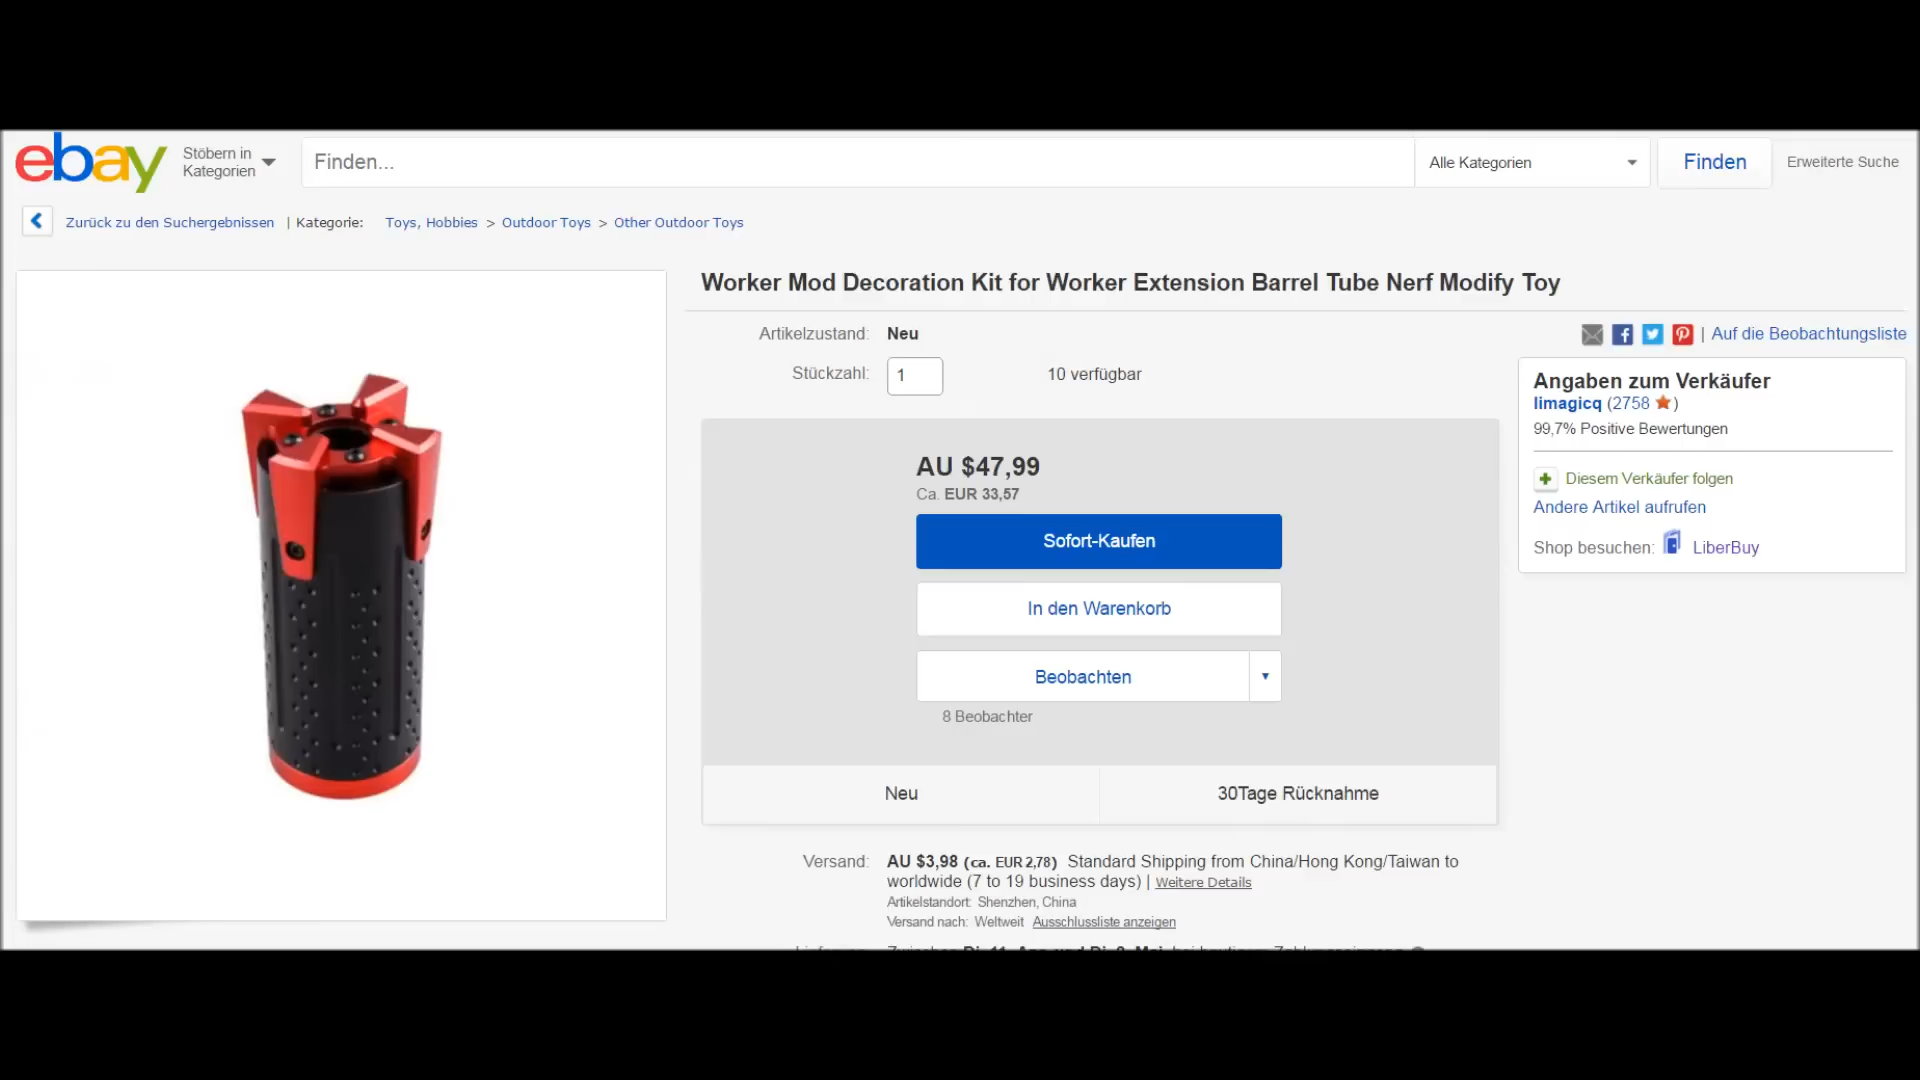 ebay
Stöbern in
Kategorien
Finden...
Alle Kategorien
Finden
Erweiterte Suche
Zurück zu den Suchergebnissen | Kategorie: Toys, Hobbies > Outdoor Toys > Other Outdoor Toys
Worker Mod Decoration Kit for Worker Extension Barrel Tube Nerf Modify Toy
Artikelzustand: Neu
| Auf die Beobachtungsliste
Stückzahl: 1 10 verfügbar
AU $47,99
Ca. EUR 33,57
Sofort-Kaufen
In den Warenkorb
Beobachten
8 Beobachter
Neu
30Tage Rücknahme
Versand: AU $3,98 (ca. EUR 2,78) Standard Shipping from China/Hong Kong/Taiwan to
worldwide (7 to 19 business days) | Weitere Details
Artikelstandort: Shenzhen, China
Versand nach: Weltweit Ausschlussliste anzeigen
Angaben zum Verkäufer
limagicq (2758)
99,7% Positive Bewertungen
Diesem Verkäufer folgen
Andere Artikel aufrufen
Shop besuchen: LiberBuy